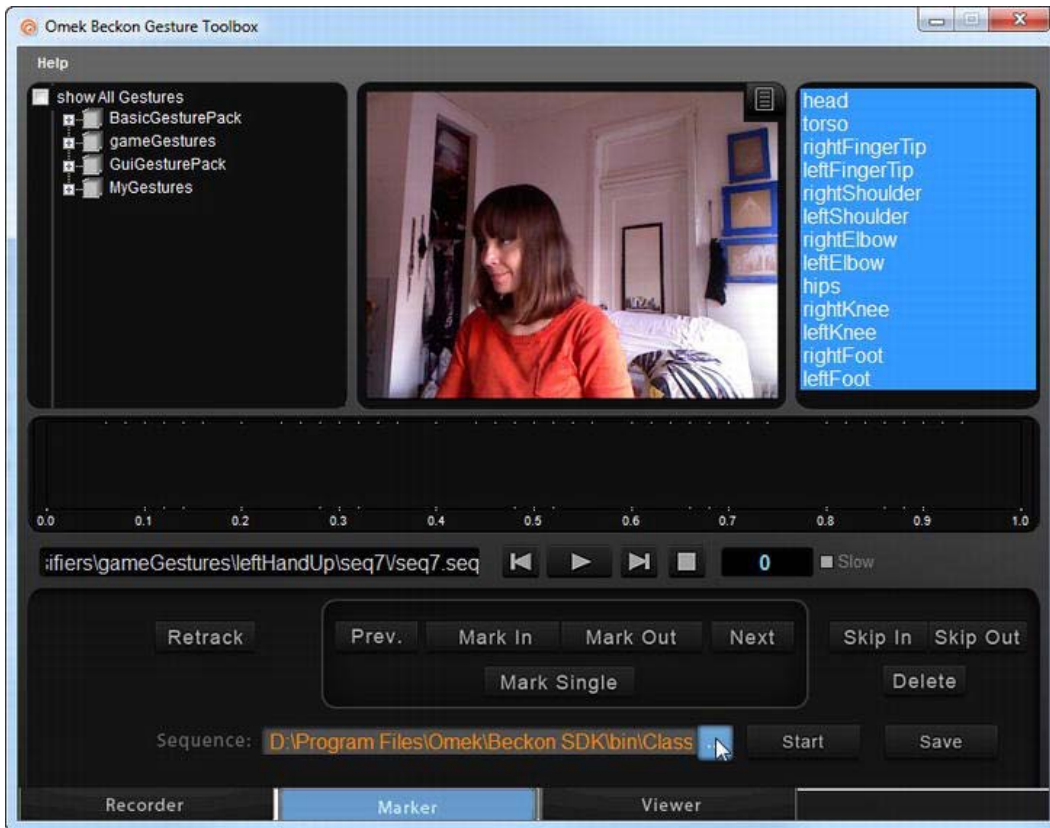 Omek Beckon Gesture Toolbox
Help
show All Gestures
BasicGesturePack
gameGestures
GuiGesturePack
MyGestures
head
torso
rightFingerTip
leftFingerTip
rightShoulder
leftShoulder
rightElbow
leftElbow
hips
rightKnee
leftKnee
rightFoot
leftFoot
0.0 0.1 0.2 0.3 0.4 0.5 0.6 0.7 0.8 0.9 1.0
ifiers\gameGestures\leftHandUp\seq7\/seq7.seq 0 Slow
Retrack Prev. Mark In Mark Out Next Skip In Skip Out
Mark Single Delete
Sequence: D:\Program Files\Omek\Beckon SDK\bin\Class Start Save
Recorder Marker Viewer